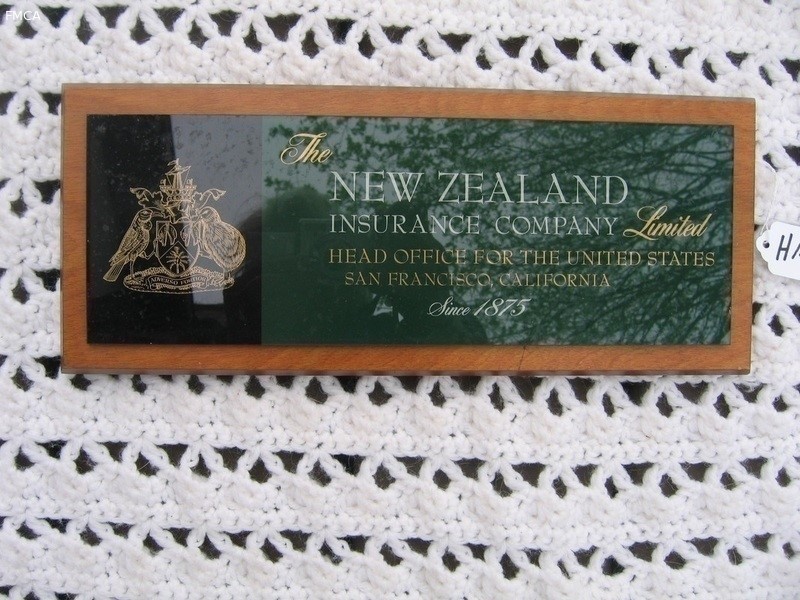 FMCA
The
NEW ZEALAND
INSURANCE COMPANY Limited
HEAD OFFICE FOR THE UNITED STATES
SAN FRANCISCO, CALIFORNIA
Since 1875